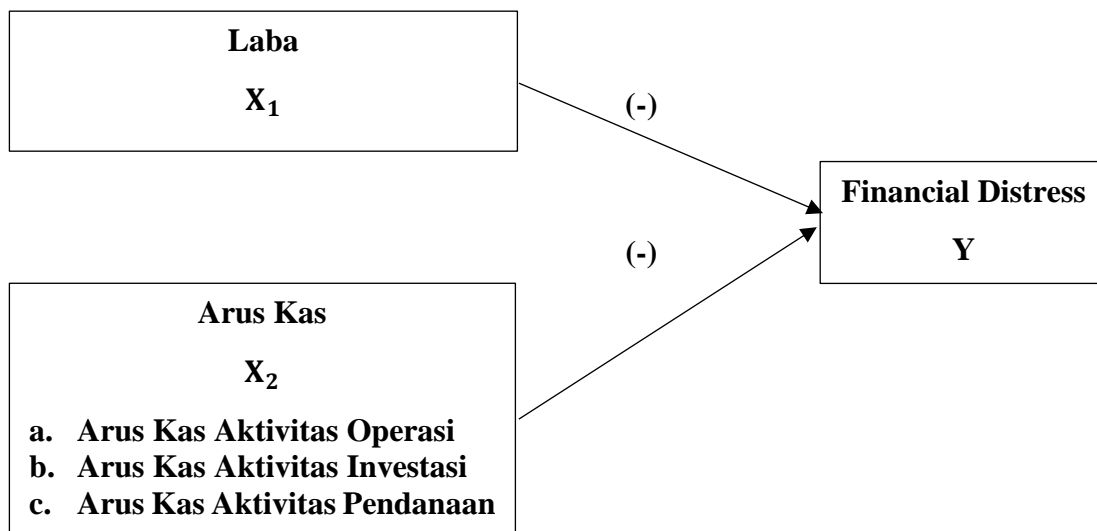 Laba
X₁
(-)
Financial Distress
Y
(-)
Arus Kas
X₂
a. Arus Kas Aktivitas Operasi
b. Arus Kas Aktivitas Investasi
c. Arus Kas Aktivitas Pendanaan